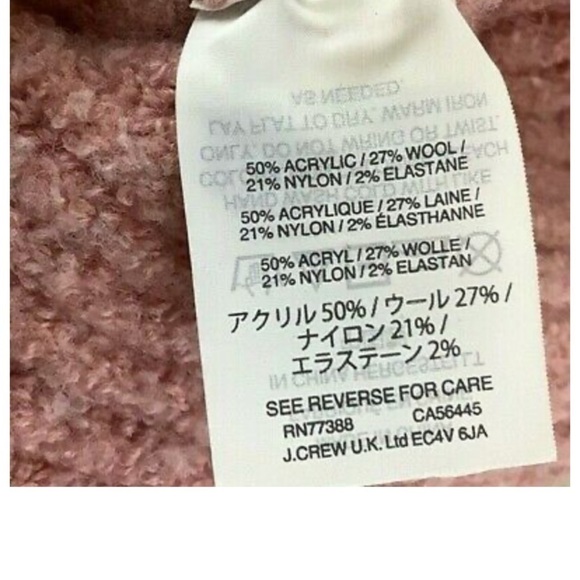 50% ACRYLIC / 27% WOOL /
21% NYLON / 2% ELASTANE
50% ACRYLIQUE / 27% LAINE /
21% NYLON / 2% ÉLASTHANNE
50% ACRYL / 27% WOLLE /
21% NYLON / 2% ELASTAN
アクリル 50% / ウール 27% /
ナイロン 21% /
エラステーン 2%
SEE REVERSE FOR CARE
RN77388 CA56445
J.CREW U.K. Ltd EC4V 6JA